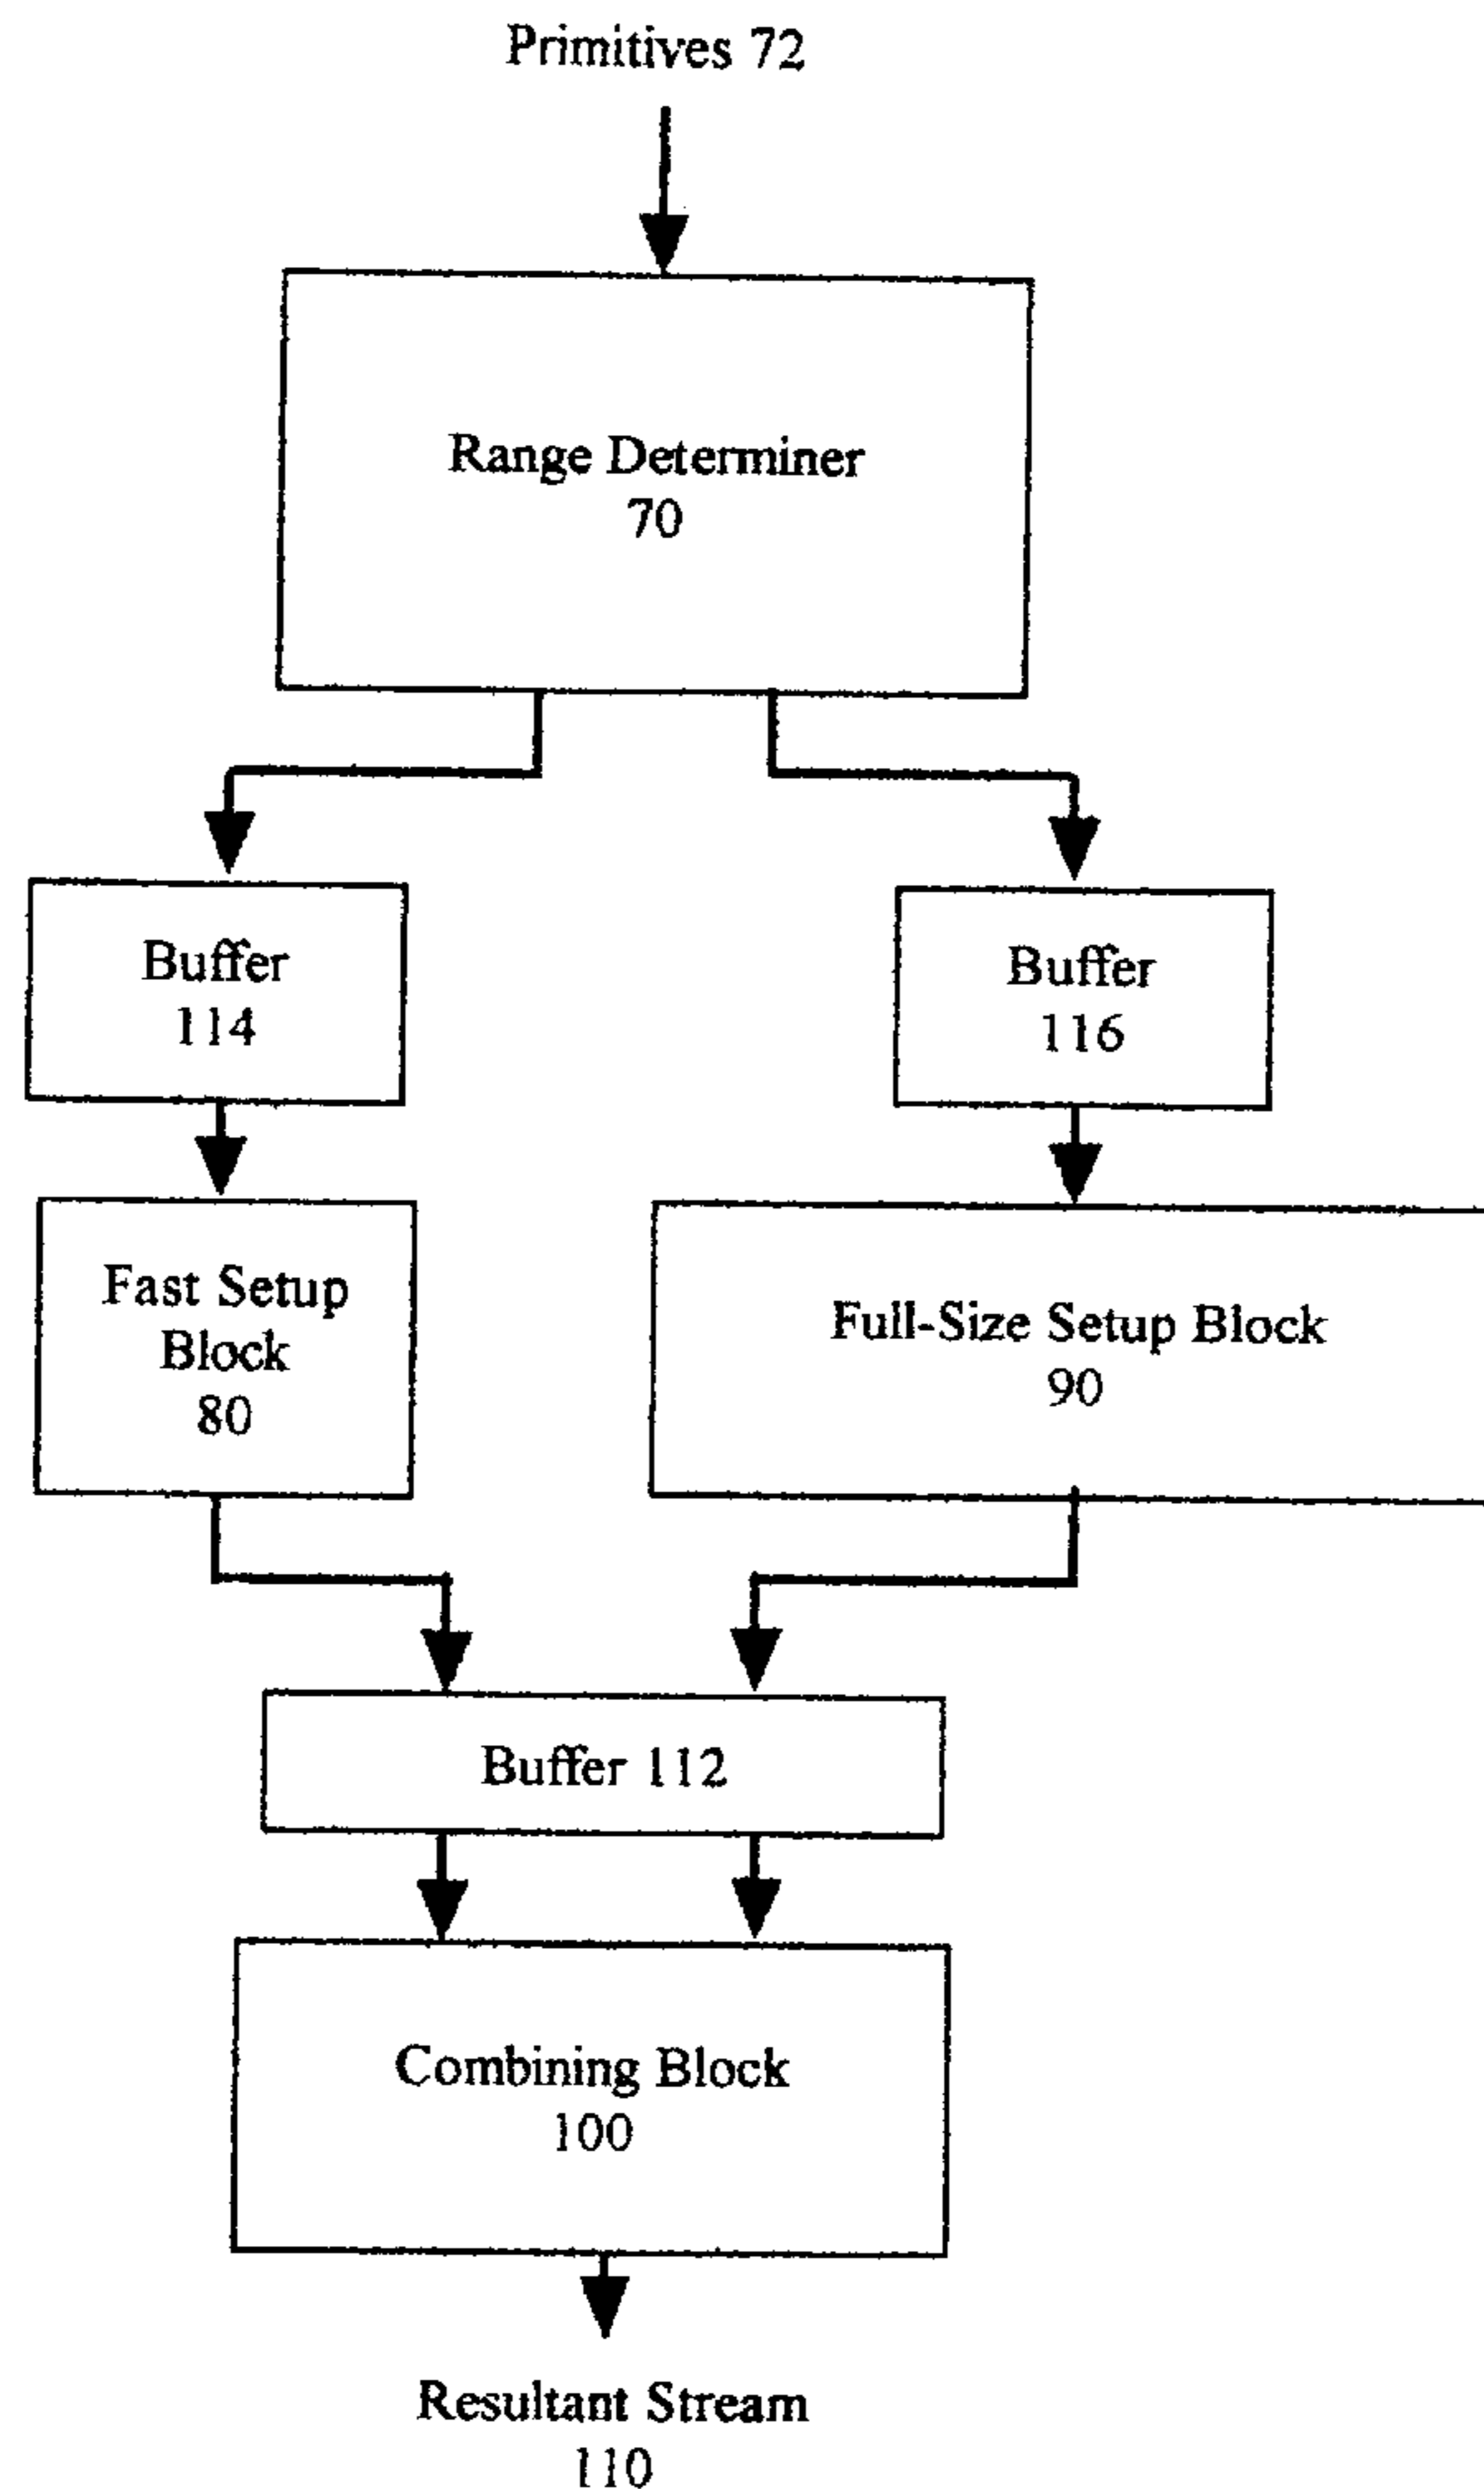 Primitives 72
Range Determiner
70
Buffer
114
Buffer
116
Fast Setup
Block
80
Full-Size Setup Block
90
Buffer 112
Combining Block
100
Resultant Stream
110